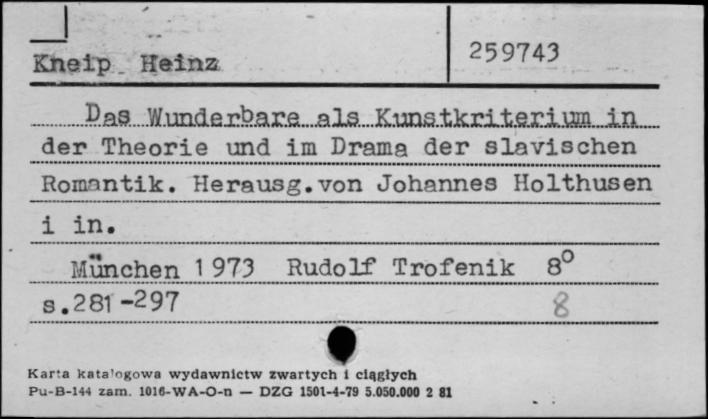 259743
Kneip Heinz
Das Wunderbare als Kunstkriterium in
der Theorie und im Drama der slavischen
Romantik. Herausg.von Johannes Holthusen
i in.
München 1973 Rudolf Trofenik 8°
s.281-297 8
Karta katalogowa wydawnictw zwartych i ciągłych
Pu-B-144 zam. 1016-WA-O-n — DZG 1501-4-79 5.050.000 2 81